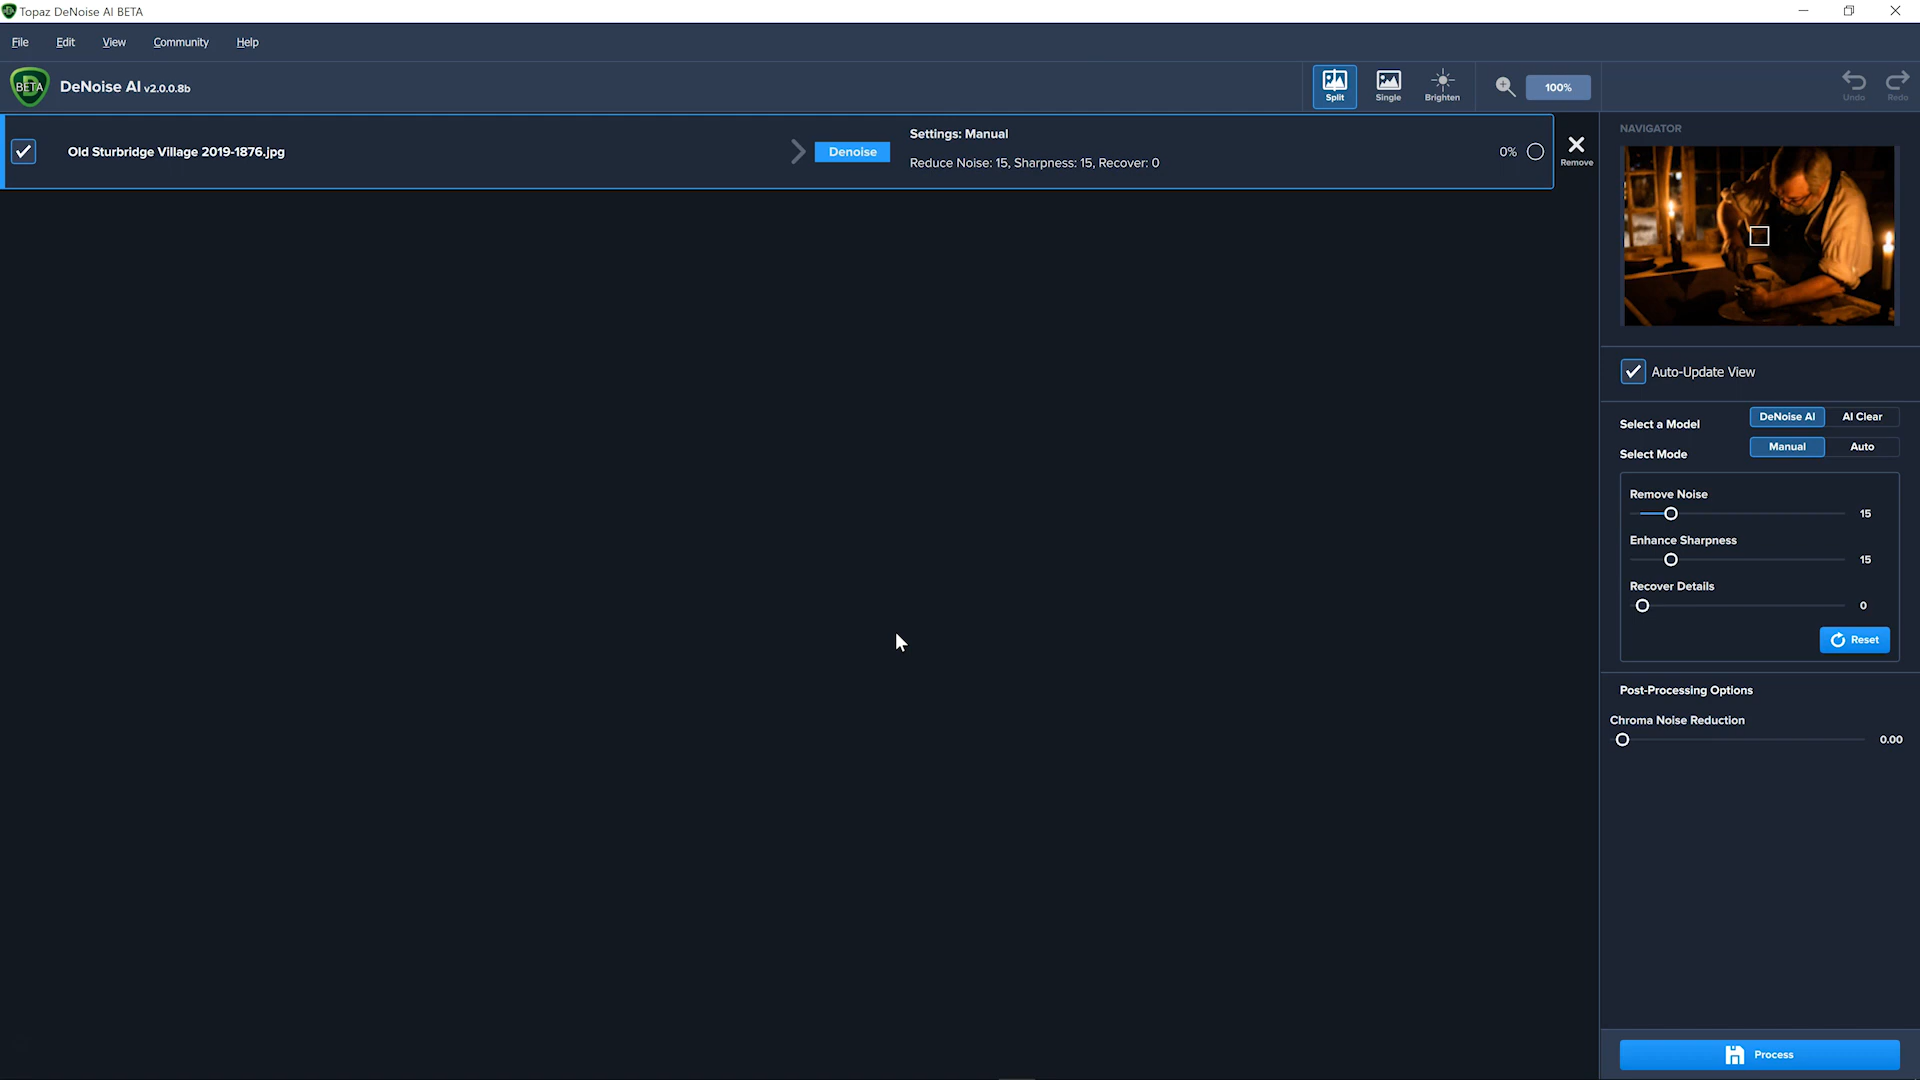 Topaz DeNoise AI BETA
File Edit View Community Help
BETA
DeNoise AI v2.0.0.8b
Split Single Brighten 100% Undo Redo
Old Sturbridge Village 2019-1876.jpg
Denoise
Settings: Manual
Reduce Noise: 15, Sharpness: 15, Recover: 0
0%
Remove
NAVIGATOR
Auto-Update View
Select a Model DeNoise AI AI Clear
Select Mode Manual Auto
Remove Noise
15
Enhance Sharpness
15
Recover Details
0
Reset
Post-Processing Options
Chroma Noise Reduction
0.00
Process